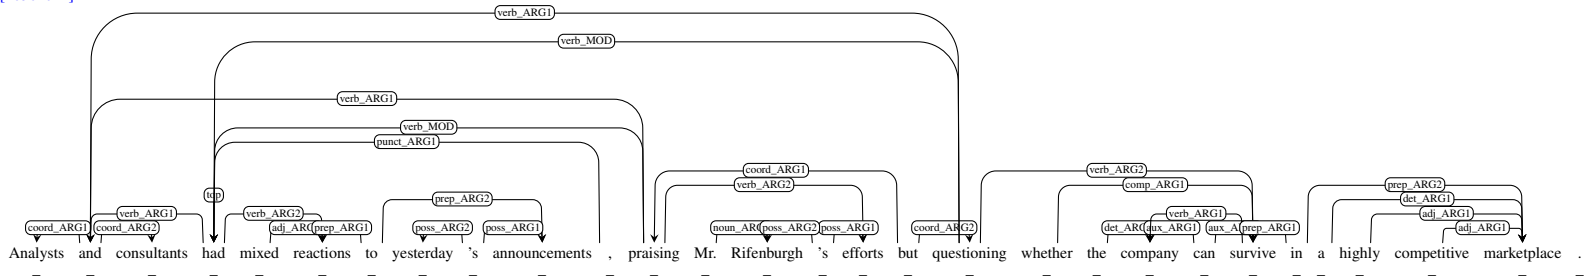 verb_ARG1
verb_MOD
verb_ARG1
verb_MOD
punct_ARG1
coord_ARG1
verb_ARG2
verb_ARG2
comp_ARG1
prep_ARG2
top
prep_ARG2
det_ARG1
verb_ARG1 verb_ARG2 verb_ARG1 adj_ARG1
coord_ARG1 coord_ARG2 prep_ARG1 poss_ARG2 poss_ARG1 poss_ARG2 poss_ARG1 coord_ARG2 aux_ARG1 prep_ARG1 adj_ARG1
Analysts and consultants had mixed reactions to yesterday 's announcements , praising Mr. Rifenburgh 's efforts but questioning whether the company can survive in a highly competitive marketplace .